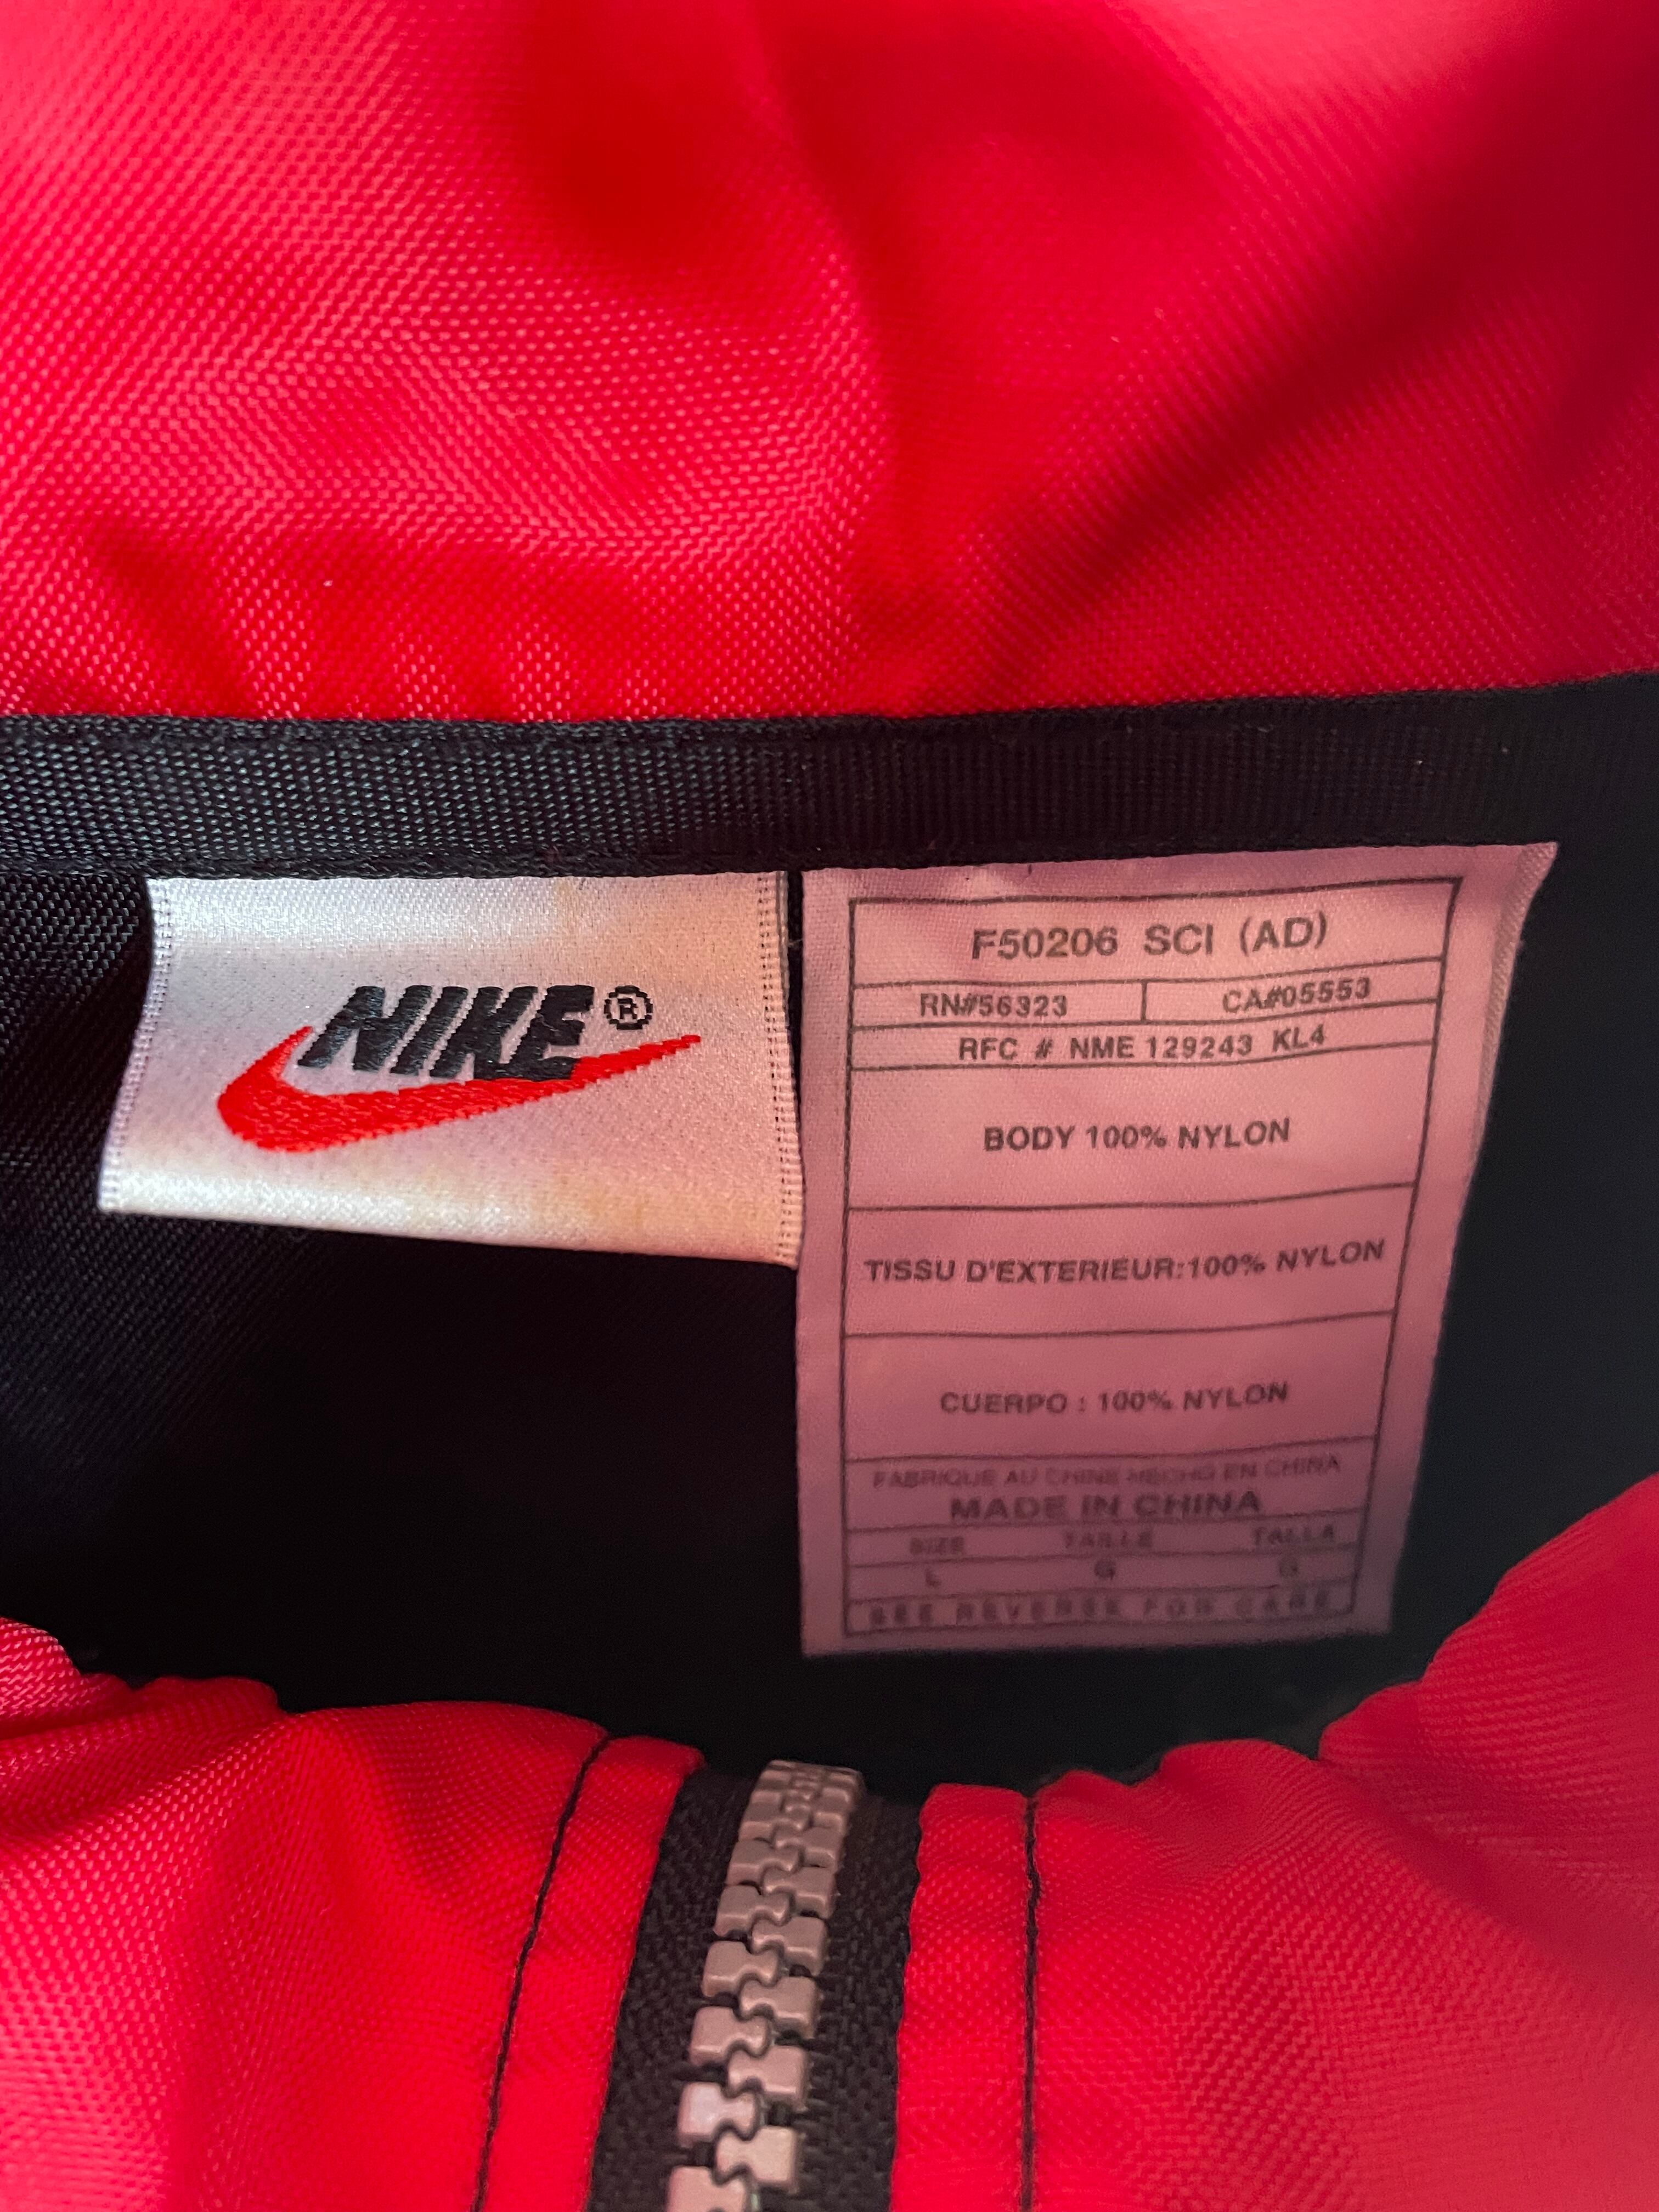 NIKE®
F50206 SCI (AD)
RN#56323 CA#05553
RFC # NME 129243 KL4
BODY 100% NYLON
TISSU D'EXTERIEUR:100% NYLON
CUERPO : 100% NYLON
FABRIQUE AU CHINE HECHO EN CHINA
MADE IN CHINA
SIZE TAILLE TALLA
L G G
SEE REVERSE FOR CARE